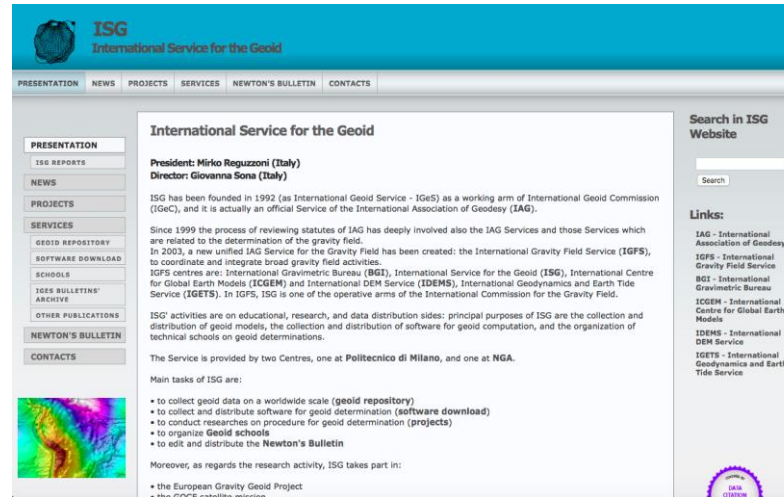 ISG
International Service for the Geoid
PRESENTATION NEWS PROJECTS SERVICES NEWTON'S BULLETIN CONTACTS
PRESENTATION
ISG REPORTS
NEWS
PROJECTS
SERVICES
GEOID REPOSITORY
SOFTWARE DOWNLOAD
SCHOOLS
IGES BULLETINS'
ARCHIVE
OTHER PUBLICATIONS
NEWTON'S BULLETIN
CONTACTS
International Service for the Geoid
President: Mirko Reguzzoni (Italy)
Director: Giovanna Sona (Italy)
ISG has been founded in 1992 (as International Geoid Service - IGeS) as a working arm of International Geoid Commission
(IGeC), and it is actually an official Service of the International Association of Geodesy (IAG).
Since 1999 the process of reviewing statutes of IAG has deeply involved also the IAG Services and those Services which
are related to the determination of the gravity field.
In 2003, a new unified IAG Service for the Gravity Field has been created: the International Gravity Field Service (IGFS),
to coordinate and integrate broad gravity field activities.
IGFS centres are: International Gravimetric Bureau (BGI), International Service for the Geoid (ISG), International Centre
for Global Earth Models (ICGEM) and International DEM Service (IDEMS), International Geodynamics and Earth Tide
Service (IGETS). In IGFS, ISG is one of the operative arms of the International Commission for the Gravity Field.
ISG' activities are on educational, research, and data distribution sides: principal purposes of ISG are the collection and
distribution of geoid models, the collection and distribution of software for geoid computation, and the organization of
technical schools on geoid determinations.
The Service is provided by two Centres, one at Politecnico di Milano, and one at NGA.
Main tasks of ISG are:
• to collect geoid data on a worldwide scale (geoid repository)
• to collect and distribute software for geoid determination (software download)
• to conduct researches on procedure for geoid determination (projects)
• to organize Geoid schools
• to edit and distribute the Newton's Bulletin
Moreover, as regards the research activity, ISG takes part in:
• the European Gravity Geoid Project
• the GOCE satellite mission
Search in ISG
Website
Search
Links:
IAG - International
Association of Geodesy
IGFS - International
Gravity Field Service
BGI - International
Gravimetric Bureau
ICGEM - International
Centre for Global Earth
Models
IDEMS - International
DEM Service
IGETS - International
Geodynamics and Earth
Tide Service
DATA
CITATION